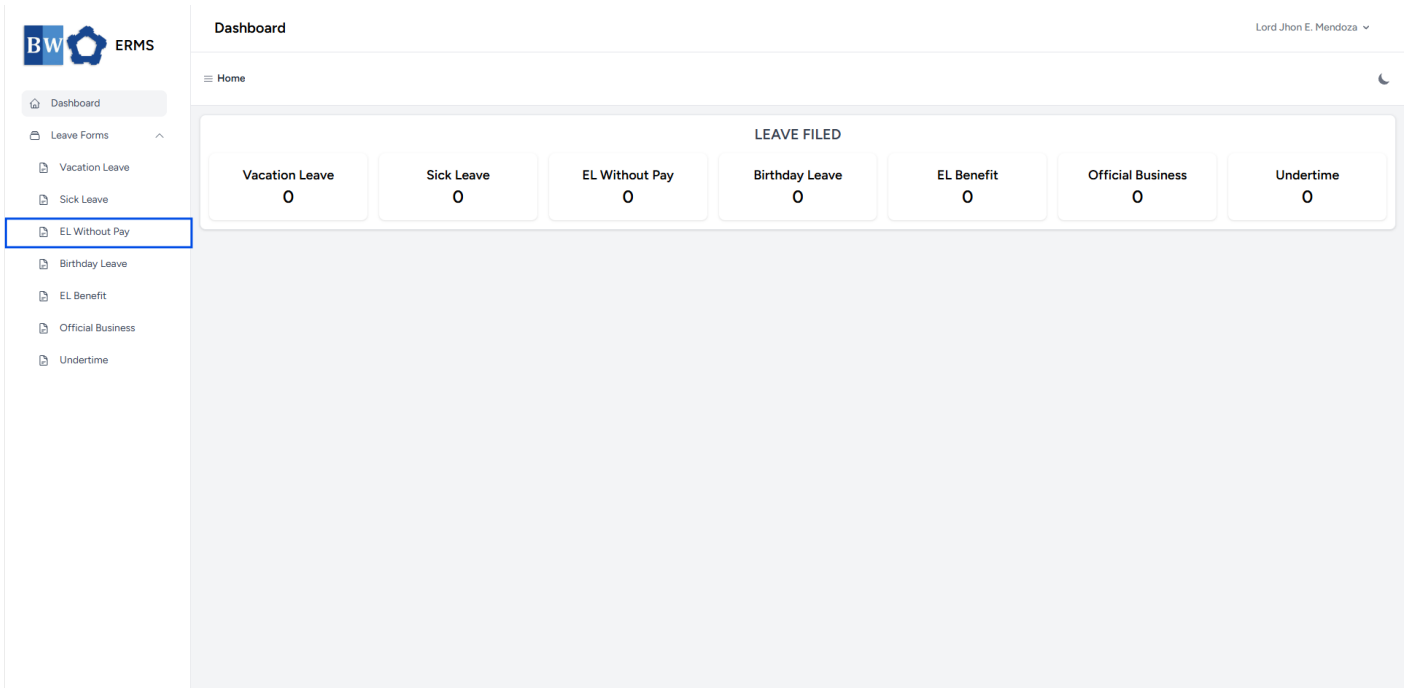 BW
ERMS
Dashboard
Leave Forms
Vacation Leave
Sick Leave
EL Without Pay
Birthday Leave
EL Benefit
Official Business
Undertime
Dashboard
Lord Jhon E. Mendoza
Home
LEAVE FILED
Vacation Leave
0
Sick Leave
0
EL Without Pay
0
Birthday Leave
0
EL Benefit
0
Official Business
0
Undertime
0